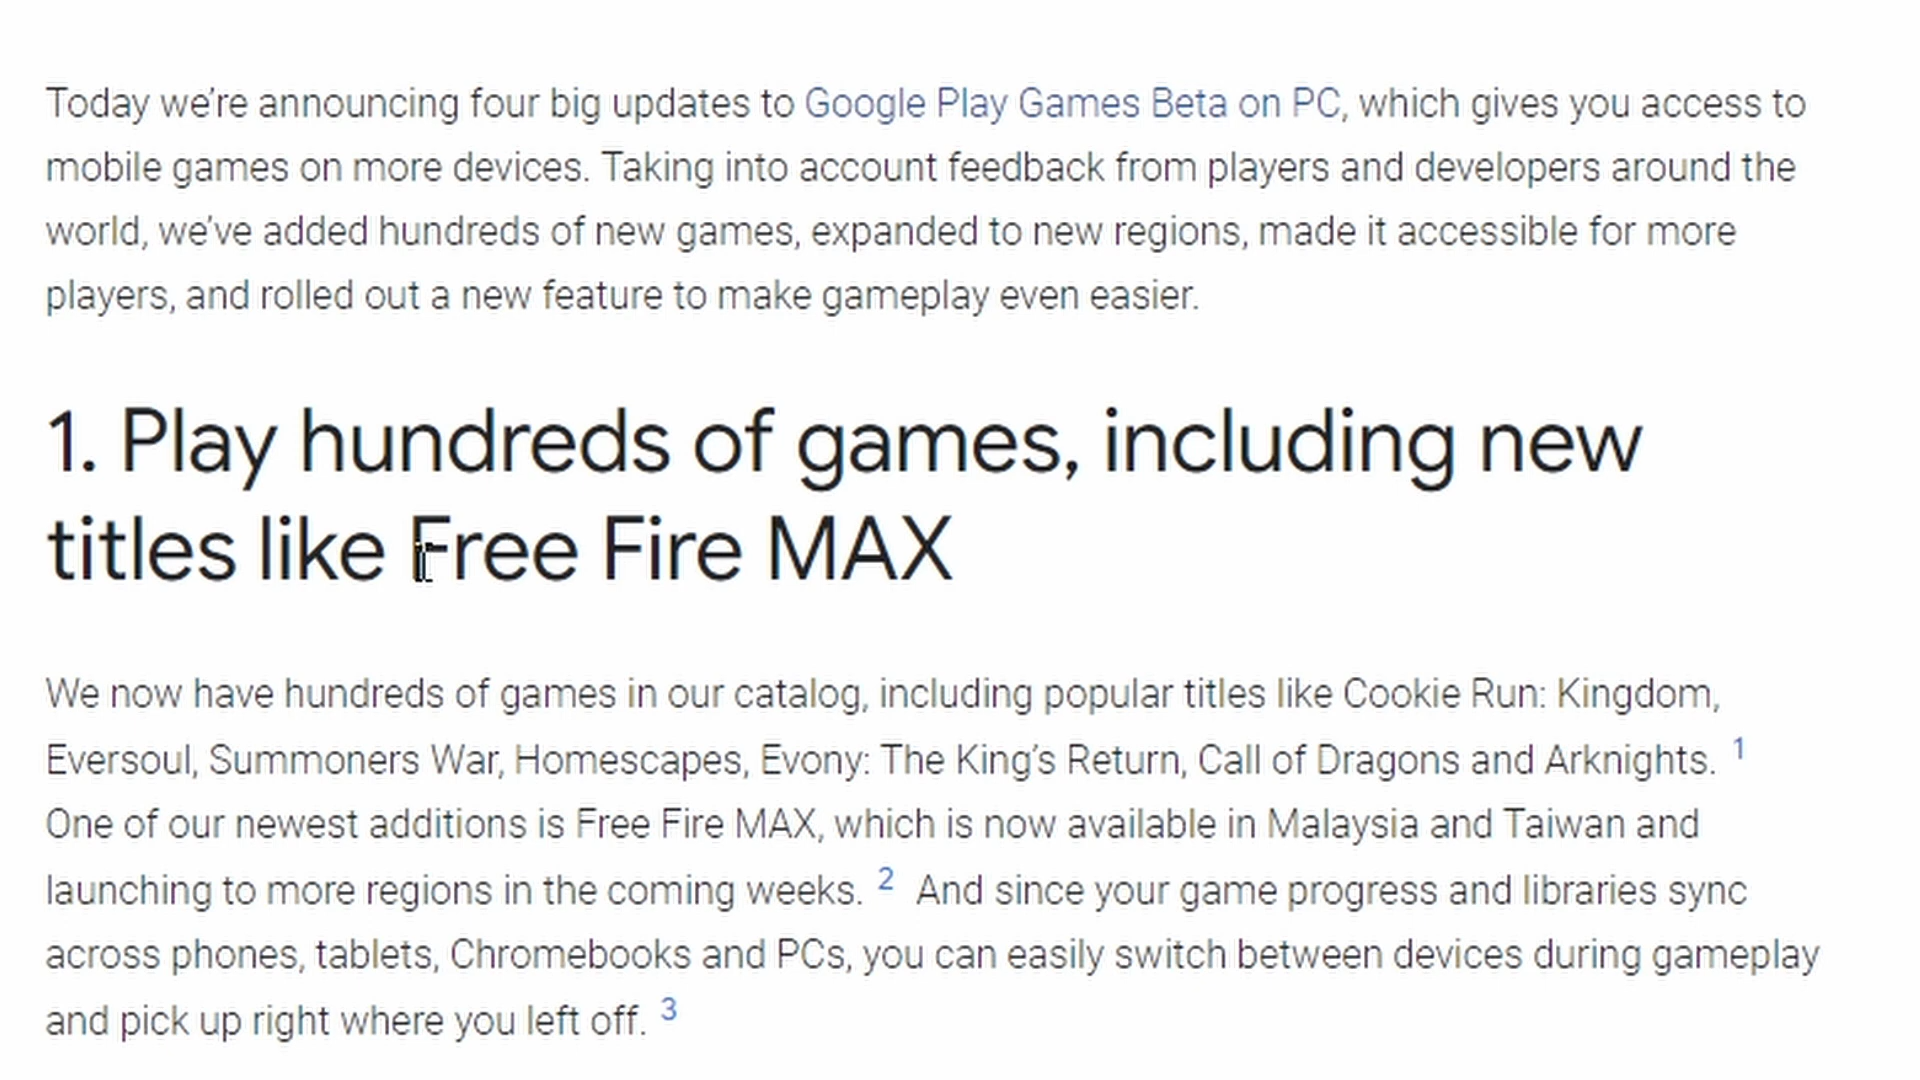 Today we’re announcing four big updates to Google Play Games Beta on PC, which gives you access to
mobile games on more devices. Taking into account feedback from players and developers around the
world, we’ve added hundreds of new games, expanded to new regions, made it accessible for more
players, and rolled out a new feature to make gameplay even easier.
1. Play hundreds of games, including new
titles like Free Fire MAX
We now have hundreds of games in our catalog, including popular titles like Cookie Run: Kingdom,
Eversoul, Summoners War, Homescapes, Evony: The King’s Return, Call of Dragons and Arknights. 1
One of our newest additions is Free Fire MAX, which is now available in Malaysia and Taiwan and
launching to more regions in the coming weeks. 2 And since your game progress and libraries sync
across phones, tablets, Chromebooks and PCs, you can easily switch between devices during gameplay
and pick up right where you left off. 3